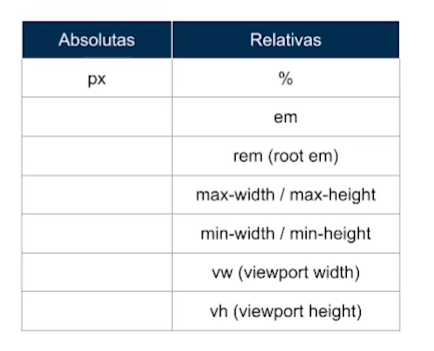 Absolutas Relativas
px %
em
rem (root em)
max-width / max-height
min-width / min-height
vw (viewport width)
vh (viewport height)